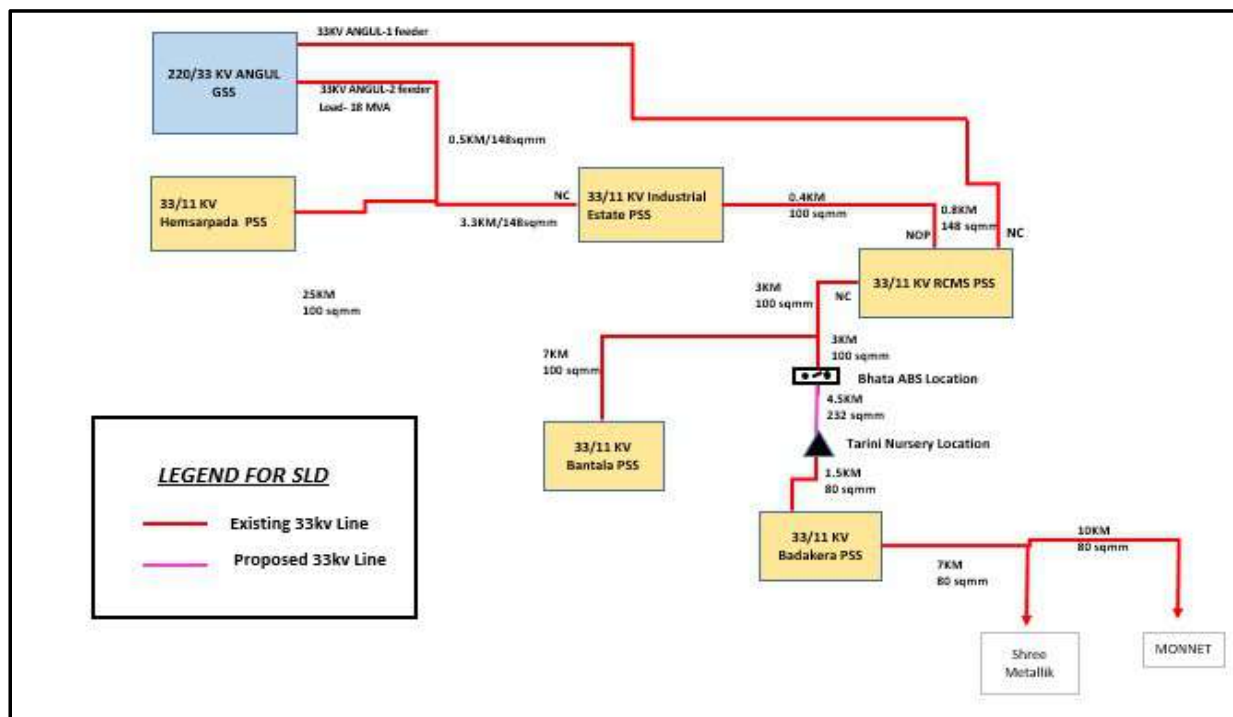 33KV ANGUL-1 feeder
220/33 KV ANGUL
GSS
33KV ANGUL-2 feeder
Load- 18 MVA
0.5KM/148sqmm
33/11 KV
Hemsarpada PSS
NC
3.3KM/148sqmm
33/11 KV Industrial
Estate PSS
0.4KM
100 sqmm
0.8KM
148 sqmm
NOP
NC
33/11 KV RCMS PSS
25KM
100 sqmm
3KM
100 sqmm
NC
7KM
100 sqmm
3KM
100 sqmm
Bhata ABS Location
4.5KM
232 sqmm
Tarini Nursery Location
33/11 KV
Bantala PSS
1.5KM
80 sqmm
33/11 KV
Badakera PSS
7KM
80 sqmm
10KM
80 sqmm
Shree
Metallik
MONNET
LEGEND FOR SLD
Existing 33kv Line
Proposed 33kv Line